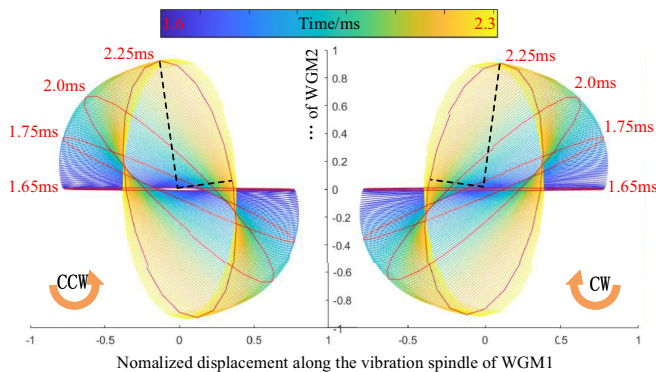 1.6 Time/ms 2.3
2.25ms
2.25ms
2.0ms
2.0ms
1.75ms
1.75ms
1.65ms
1.65ms
... of WGM2
1
0.8
0.6
0.4
0.2
0
-0.2
-0.4
-0.6
-0.8
-1
CCW
CW
-1 -0.5 0 0.5 -1 -0.5 0 0.5 1
Nomalized displacement along the vibration spindle of WGM1